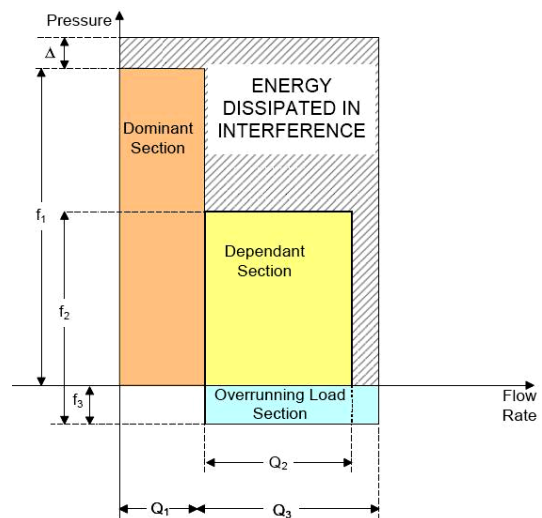 Pressure
Δ
ENERGY
DISSIPATED IN
INTERFERENCE
Dominant
Section
f₁
f₂
Dependant
Section
f₃
Overrunning Load
Section
Flow
Rate
Q₂
Q₁
Q₃